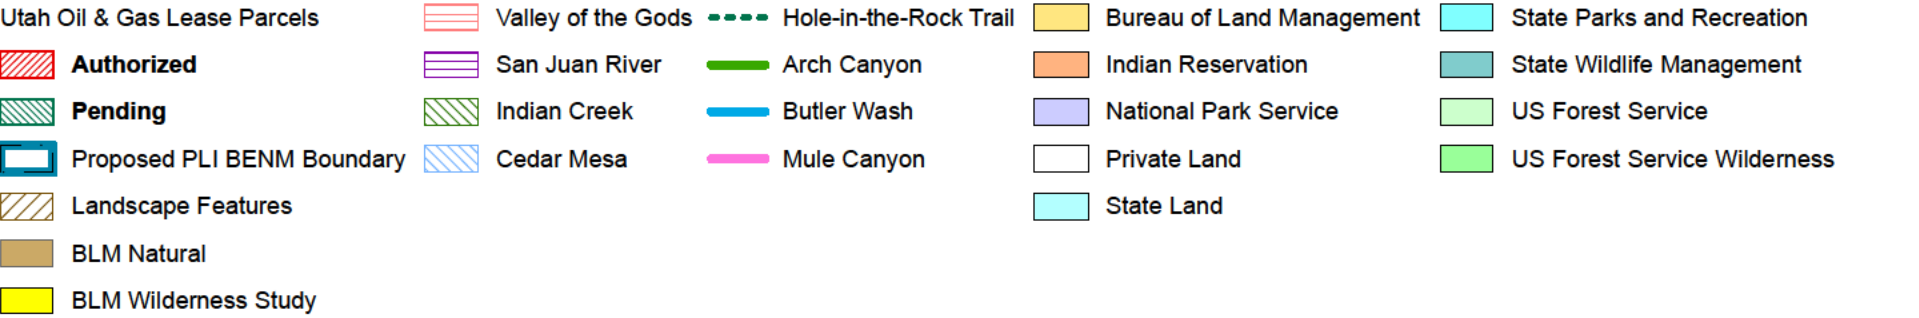 Utah Oil & Gas Lease Parcels
Authorized
Pending
Proposed PLI BENM Boundary
Landscape Features
BLM Natural
BLM Wilderness Study
Valley of the Gods
San Juan River
Indian Creek
Cedar Mesa
Hole-in-the-Rock Trail
Arch Canyon
Butler Wash
Mule Canyon
Bureau of Land Management
Indian Reservation
National Park Service
Private Land
State Land
State Parks and Recreation
State Wildlife Management
US Forest Service
US Forest Service Wilderness